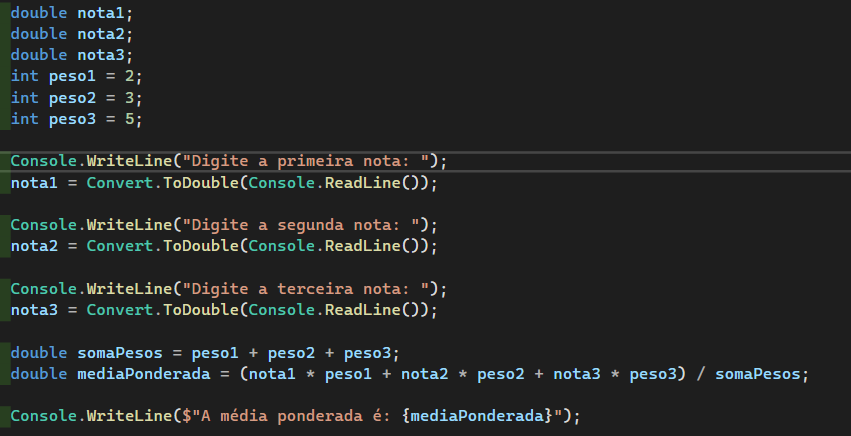 double nota1;
double nota2;
double nota3;
int peso1 = 2;
int peso2 = 3;
int peso3 = 5;
Console.WriteLine("Digite a primeira nota: ");
nota1 = Convert.ToDouble(Console.ReadLine());
Console.WriteLine("Digite a segunda nota: ");
nota2 = Convert.ToDouble(Console.ReadLine());
Console.WriteLine("Digite a terceira nota: ");
nota3 = Convert.ToDouble(Console.ReadLine());
double somaPesos = peso1 + peso2 + peso3;
double mediaPonderada = (nota1 * peso1 + nota2 * peso2 + nota3 * peso3) / somaPesos;
Console.WriteLine($"A média ponderada é: {mediaPonderada}");